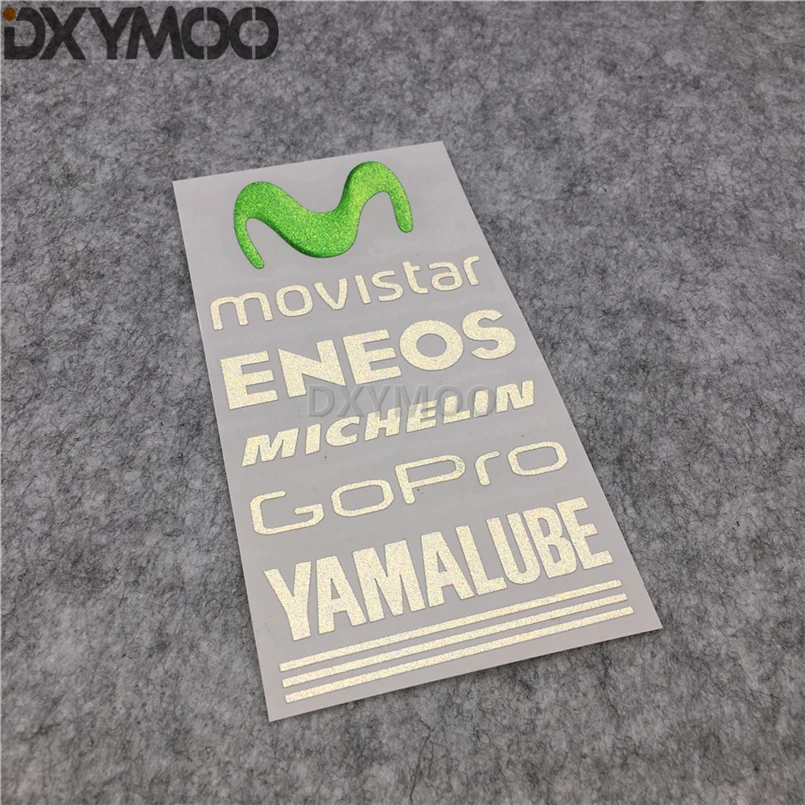 DXYMOO
movistar
ENEOS
DXYMOO
MICHELIN
GoPro
YAMALUBE